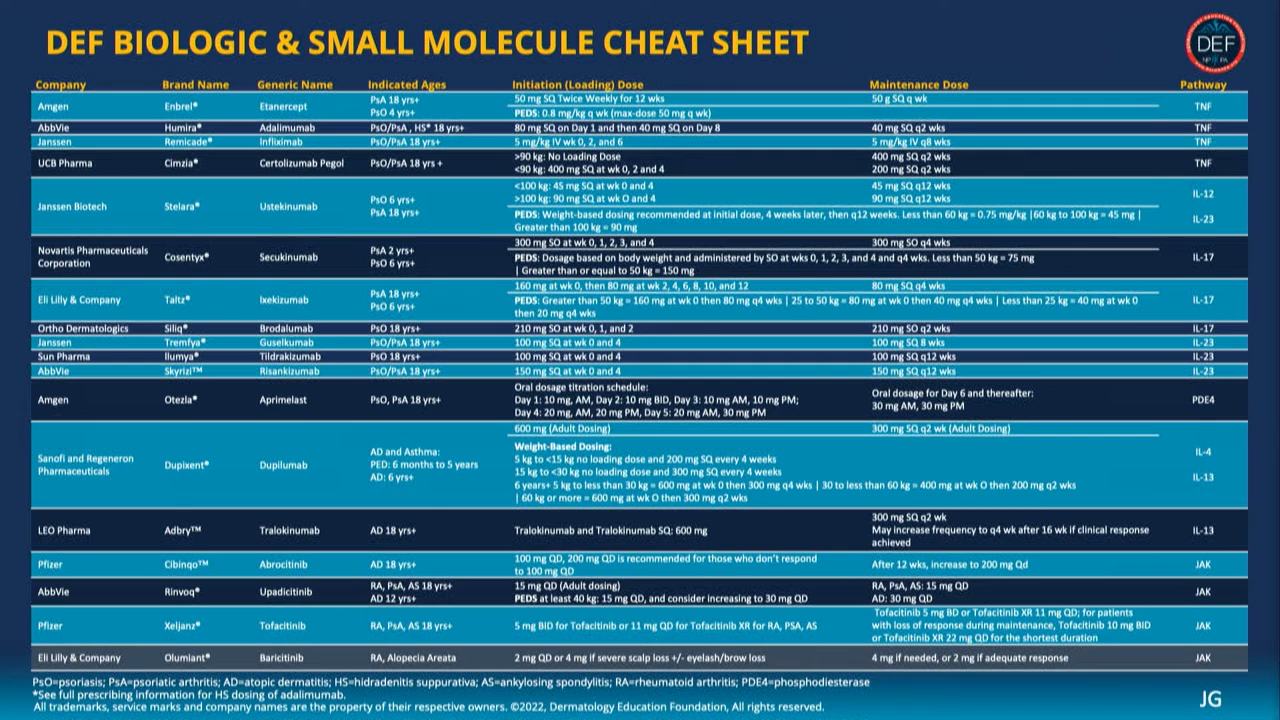 DEF BIOLOGIC & SMALL MOLECULE CHEAT SHEET
DEF
NP PA
Company Brand Name Generic Name Indicated Ages Initiation (Loading) Dose Maintenance Dose Pathway
Amgen Enbrel® Etanercept PsA 18 yrs+ 50 mg SQ Twice Weekly for 12 wks 50 g SQ q wk TNF
PsO 4 yrs+ PEDS: 0.8 mg/kg q wk (max-dose 50 mg q wk)
AbbVie Humira® Adalimumab PsO/PsA , HS* 18 yrs+ 80 mg SQ on Day 1 and then 40 mg SQ on Day 8 40 mg SQ q2 wks TNF
Janssen Remicade® Infliximab PsO/PsA 18 yrs+ 5 mg/kg IV wk 0, 2, and 6 5 mg/kg IV q8 wks TNF
UCB Pharma Cimzia® Certolizumab Pegol PsO/PsA 18 yrs + >90 kg: No Loading Dose 400 mg SQ q2 wks TNF
<90 kg: 400 mg SQ at wk 0, 2 and 4 200 mg SQ q2 wks
Janssen Biotech Stelara® Ustekinumab PsO 6 yrs+ <100 kg: 45 mg SQ at wk 0 and 4 45 mg SQ q12 wks IL-12
PsA 18 yrs+ >100 kg: 90 mg SQ at wk O and 4 90 mg SQ q12 wks IL-23
PEDS: Weight-based dosing recommended at initial dose, 4 weeks later, then q12 weeks. Less than 60 kg = 0.75 mg/kg |60 kg to 100 kg = 45 mg |
Greater than 100 kg = 90 mg
Novartis Pharmaceuticals Cosentyx® Secukinumab PsA 2 yrs+ 300 mg SO at wk 0, 1, 2, 3, and 4 300 mg SO q4 wks IL-17
Corporation PsO 6 yrs+ PEDS: Dosage based on body weight and administered by SO at wks 0, 1, 2, 3, and 4 and q4 wks. Less than 50 kg = 75 mg
| Greater than or equal to 50 kg = 150 mg
Eli Lilly & Company Taltz® Ixekizumab PsA 18 yrs+ 160 mg at wk 0, then 80 mg at wk 2, 4, 6, 8, 10, and 12 80 mg SQ q4 wks IL-17
PsO 6 yrs+ PEDS: Greater than 50 kg = 160 mg at wk 0 then 80 mg q4 wks | 25 to 50 kg = 80 mg at wk 0 then 40 mg q4 wks | Less than 25 kg = 40 mg at wk 0
then 20 mg q4 wks
Ortho Dermatologics Siliq® Brodalumab PsO 18 yrs+ 210 mg SO at wk 0, 1, and 2 210 mg SO q2 wks IL-17
Janssen Tremfya® Guselkumab PsO/PsA 18 yrs+ 100 mg SQ at wk 0 and 4 100 mg SQ 8 wks IL-23
Sun Pharma Ilumya® Tildrakizumab PsO 18 yrs+ 100 mg SQ at wk 0 and 4 100 mg SQ q12 wks IL-23
AbbVie Skyrizi™ Risankizumab PsO/PsA 18 yrs+ 150 mg SQ at wk 0 and 4 150 mg SQ q12 wks IL-23
Amgen Otezla® Aprimelast PsO, PsA 18 yrs+ Oral dosage titration schedule: Oral dosage for Day 6 and thereafter: PDE4
Day 1: 10 mg, AM, Day 2: 10 mg BID, Day 3: 10 mg AM, 10 mg PM; 30 mg AM, 30 mg PM
Day 4: 20 mg, AM, 20 mg PM, Day 5: 20 mg AM, 30 mg PM
Sanofi and Regeneron Dupixent® Dupilumab AD and Asthma: 600 mg (Adult Dosing) 300 mg SQ q2 wk (Adult Dosing) IL-4
Pharmaceuticals PED: 6 months to 5 years Weight-Based Dosing: IL-13
AD: 6 yrs+ 5 kg to <15 kg no loading dose and 200 mg SQ every 4 weeks
15 kg to <30 kg no loading dose and 300 mg SQ every 4 weeks
6 years+ 5 kg to less than 30 kg = 600 mg at wk 0 then 300 mg q4 wks | 30 to less than 60 kg = 400 mg at wk O then 200 mg q2 wks
| 60 kg or more = 600 mg at wk O then 300 mg q2 wks
LEO Pharma Adbry™ Tralokinumab AD 18 yrs+ Tralokinumab and Tralokinumab SQ: 600 mg 300 mg SQ q2 wk IL-13
May increase frequency to q4 wk after 16 wk if clinical response
achieved
Pfizer Cibinqo™ Abrocitinib AD 18 yrs+ 100 mg QD, 200 mg QD is recommended for those who don't respond After 12 wks, increase to 200 mg Qd JAK
to 100 mg QD
AbbVie Rinvoq® Upadicitinib RA, PsA, AS 18 yrs+ 15 mg QD (Adult dosing) RA, PsA, AS: 15 mg QD JAK
AD 12 yrs+ PEDS at least 40 kg: 15 mg QD, and consider increasing to 30 mg QD AD: 30 mg QD
Pfizer Xeljanz® Tofacitinib RA, PsA, AS 18 yrs+ 5 mg BID for Tofacitinib or 11 mg QD for Tofacitinib XR for RA, PSA, AS Tofacitinib 5 mg BD or Tofacitinib XR 11 mg QD; for patients JAK
with loss of response during maintenance, Tofacitinib 10 mg BID
or Tofacitinib XR 22 mg QD for the shortest duration
Eli Lilly & Company Olumiant® Baricitinib RA, Alopecia Areata 2 mg QD or 4 mg if severe scalp loss +/- eyelash/brow loss 4 mg if needed, or 2 mg if adequate response JAK
PsO=psoriasis; PsA=psoriatic arthritis; AD=atopic dermatitis; HS=hidradenitis suppurativa; AS=ankylosing spondylitis; RA=rheumatoid arthritis; PDE4=phosphodiesterase
*See full prescribing information for HS dosing of adalimumab.
All trademarks, service marks and company names are the property of their respective owners. ©2022, Dermatology Education Foundation, All rights reserved.
JG